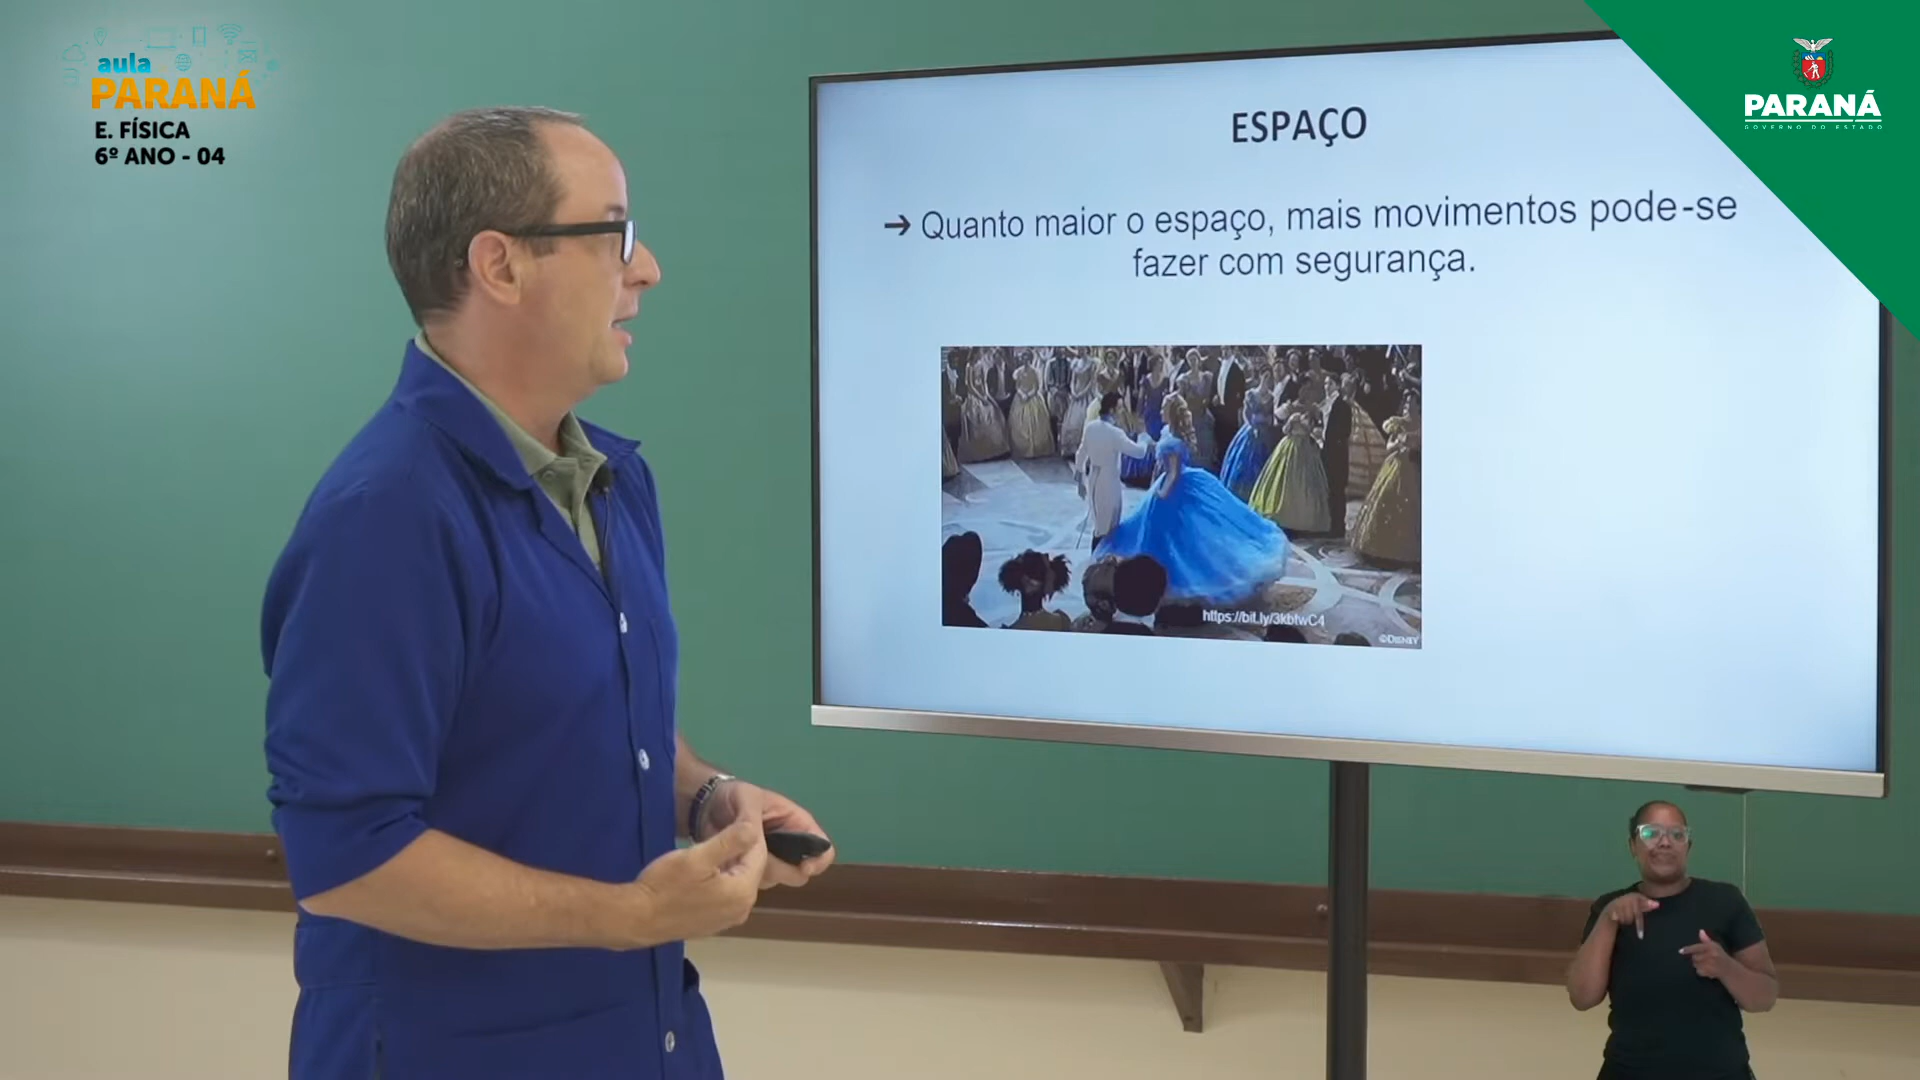 aula
PARANÁ
E. FÍSICA
6º ANO - 04
PARANÁ
GOVERNO DO ESTADO
ESPAÇO
➔ Quanto maior o espaço, mais movimentos pode-se
fazer com segurança.
https://bit.ly/3kbtwC4
©DISNEY